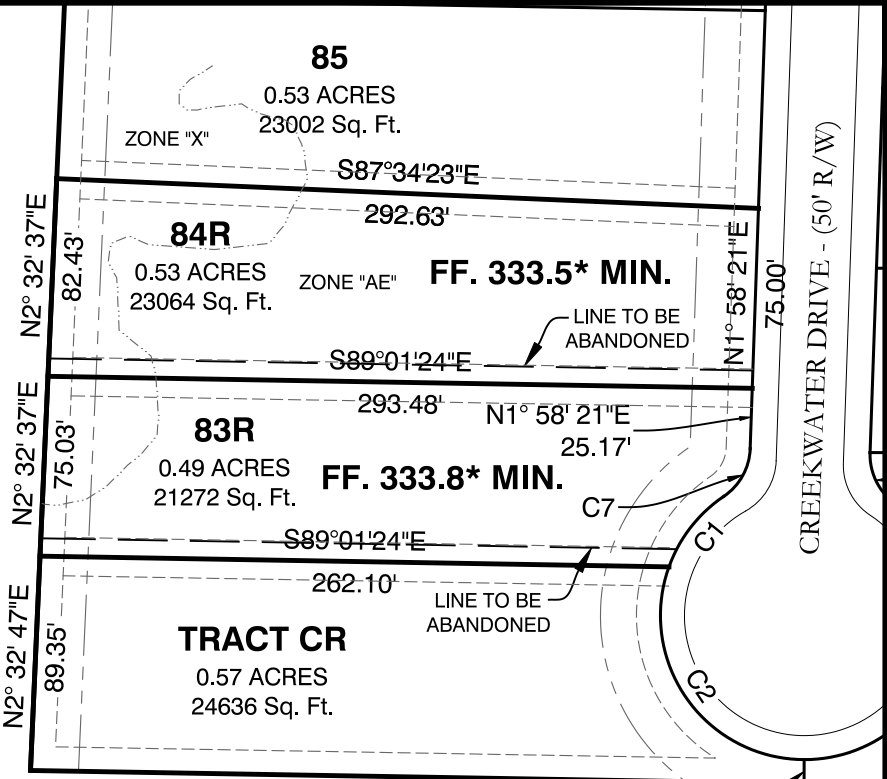 85
0.53 ACRES
23002 Sq. Ft.
ZONE "X"
S87°34'23"E
292.63'
N2° 32' 37"E
82.43'
84R
0.53 ACRES
23064 Sq. Ft.
ZONE "AE"
FF. 333.5* MIN.
LINE TO BE
ABANDONED
N1° 58' 21"E
75.00'
CREEKWATER DRIVE - (50' R/W)
S89°01'24"E
293.48'
N2° 32' 37"E
75.03'
83R
0.49 ACRES
21272 Sq. Ft.
FF. 333.8* MIN.
N1° 58' 21"E
25.17'
C7
C1
S89°01'24"E
262.10'
LINE TO BE
ABANDONED
N2° 32' 47"E
89.35'
TRACT CR
0.57 ACRES
24636 Sq. Ft.
C2